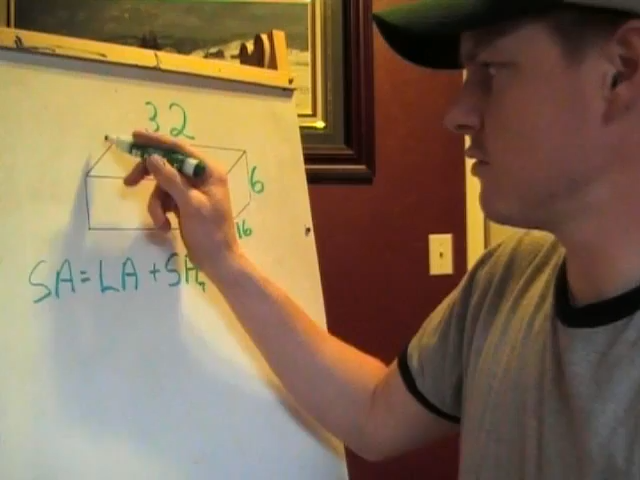 32
6
16
SA = LA + SA